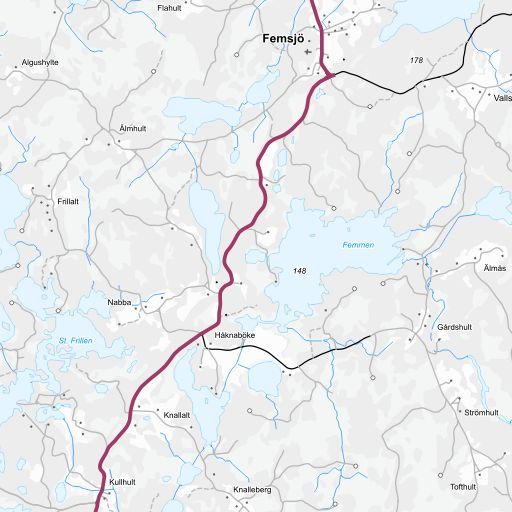 Flahult
Femsjö
178
Algushylte
Valls
Älmhult
Frillalt
Femmen
148
Älmås
Nabba
Gårdshult
Håknaböke
St. Frillen
Knallalt
Strömhult
Kullhult
Knalleberg
Tofthult